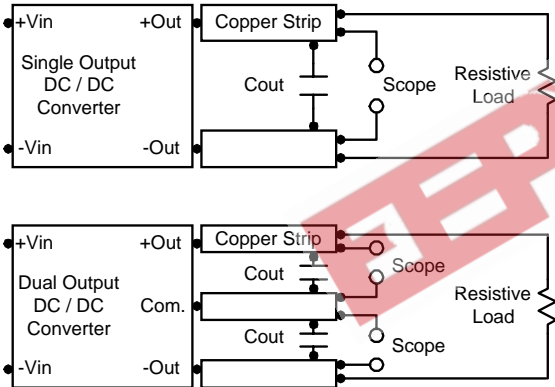 +Vin +Out Copper Strip
Single Output
DC / DC
Converter
Cout
Scope
Resistive
Load
-Vin -Out
+Vin +Out Copper Strip
Cout
Scope
Dual Output
DC / DC
Converter
Com.
Resistive
Load
Cout
Scope
-Vin -Out